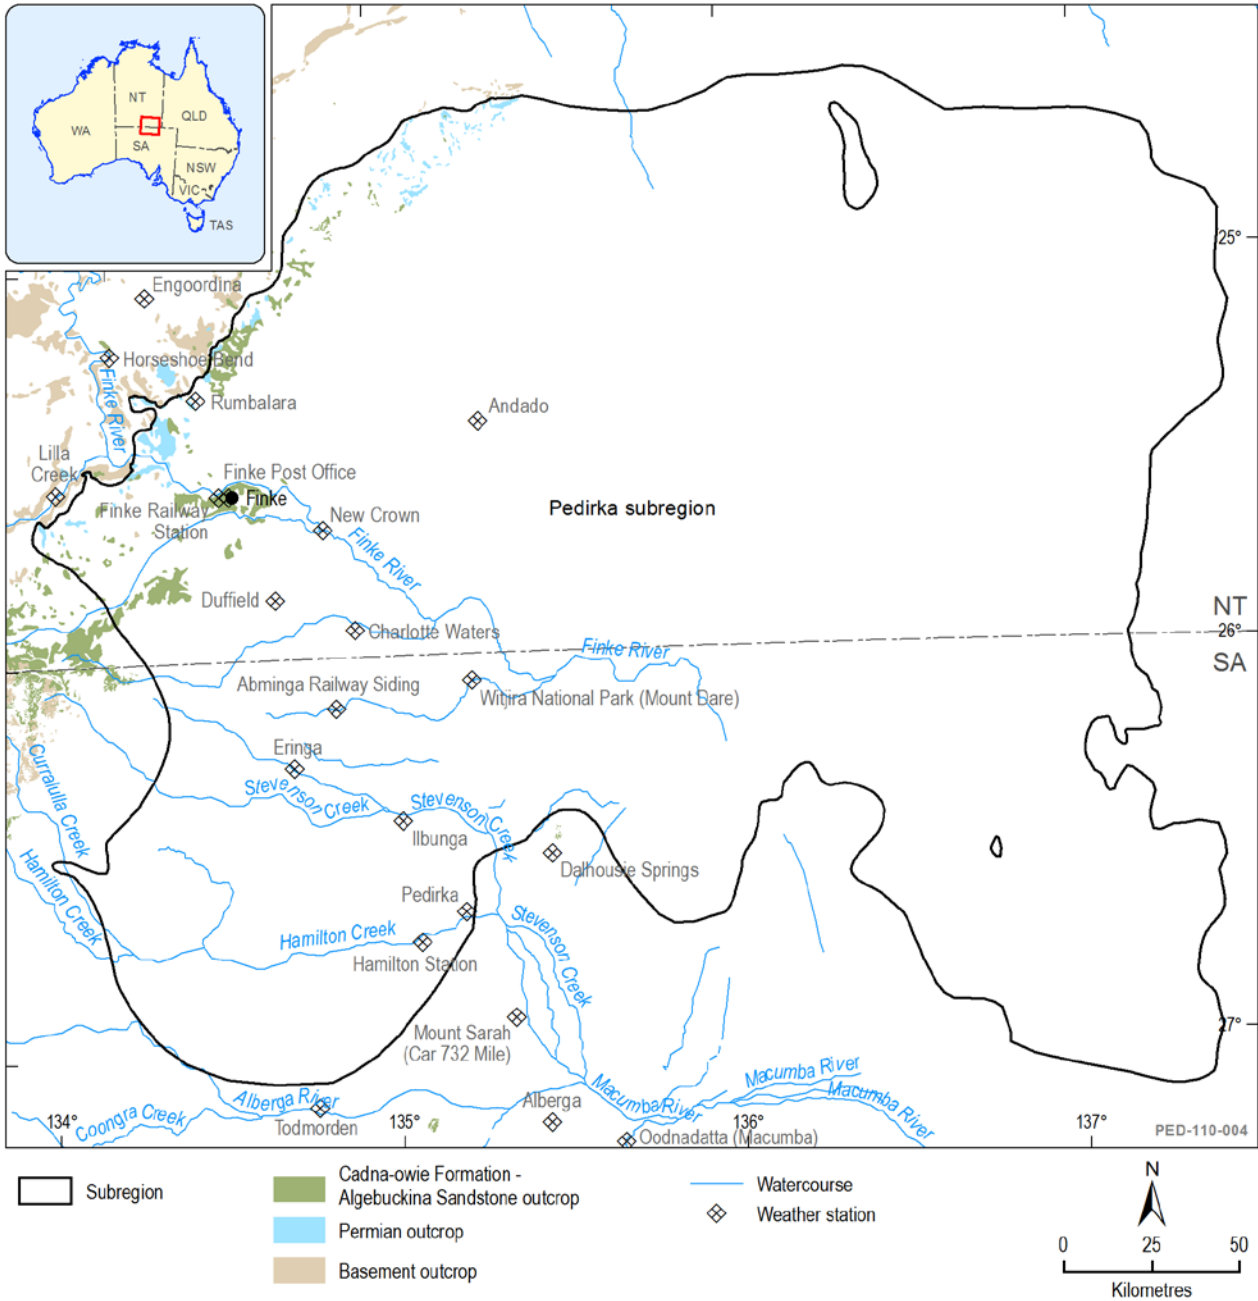 NT
QLD
WA
SA
NSW
VIC
TAS
25°
Engoordina
Horseshoe Bend
Finke River
Rumbalara
Andado
Lilla
Creek
Finke Post Office
Finke
Finke Railway
Station
New Crown
Pedirka subregion
Finke River
Duffield
Charlotte Waters
NT
26°
SA
Finke River
Abminga Railway Siding
Witjira National Park (Mount Dare)
Eringa
Stevenson Creek
Stevenson Creek
Curralulla Creek
Ilbunga
Dalhousie Springs
Hamilton Creek
Pedirka
Hamilton Creek
Stevenson Creek
Hamilton Station
Mount Sarah
(Car 732 Mile)
27°
Macumba River
Macumba River
Macumba River
Alberga River
Alberga
Coongra Creek
Todmorden
Oodnadatta (Macumba)
134°
135°
136°
137°
PED-110-004
Subregion
Cadna-owie Formation -
Algebuckina Sandstone outcrop
Permian outcrop
Basement outcrop
Watercourse
Weather station
N
0 25 50
Kilometres